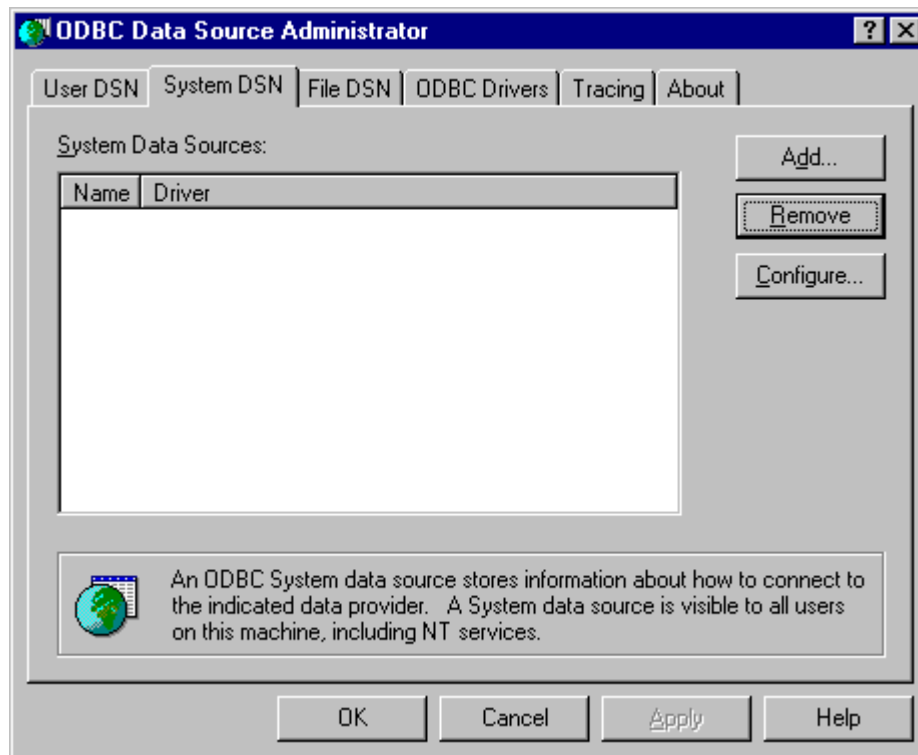 ODBC Data Source Administrator
User DSN System DSN File DSN ODBC Drivers Tracing About
System Data Sources:
Add...
Name Driver
Remove
Configure...
An ODBC System data source stores information about how to connect to
the indicated data provider. A System data source is visible to all users
on this machine, including NT services.
OK Cancel Apply Help